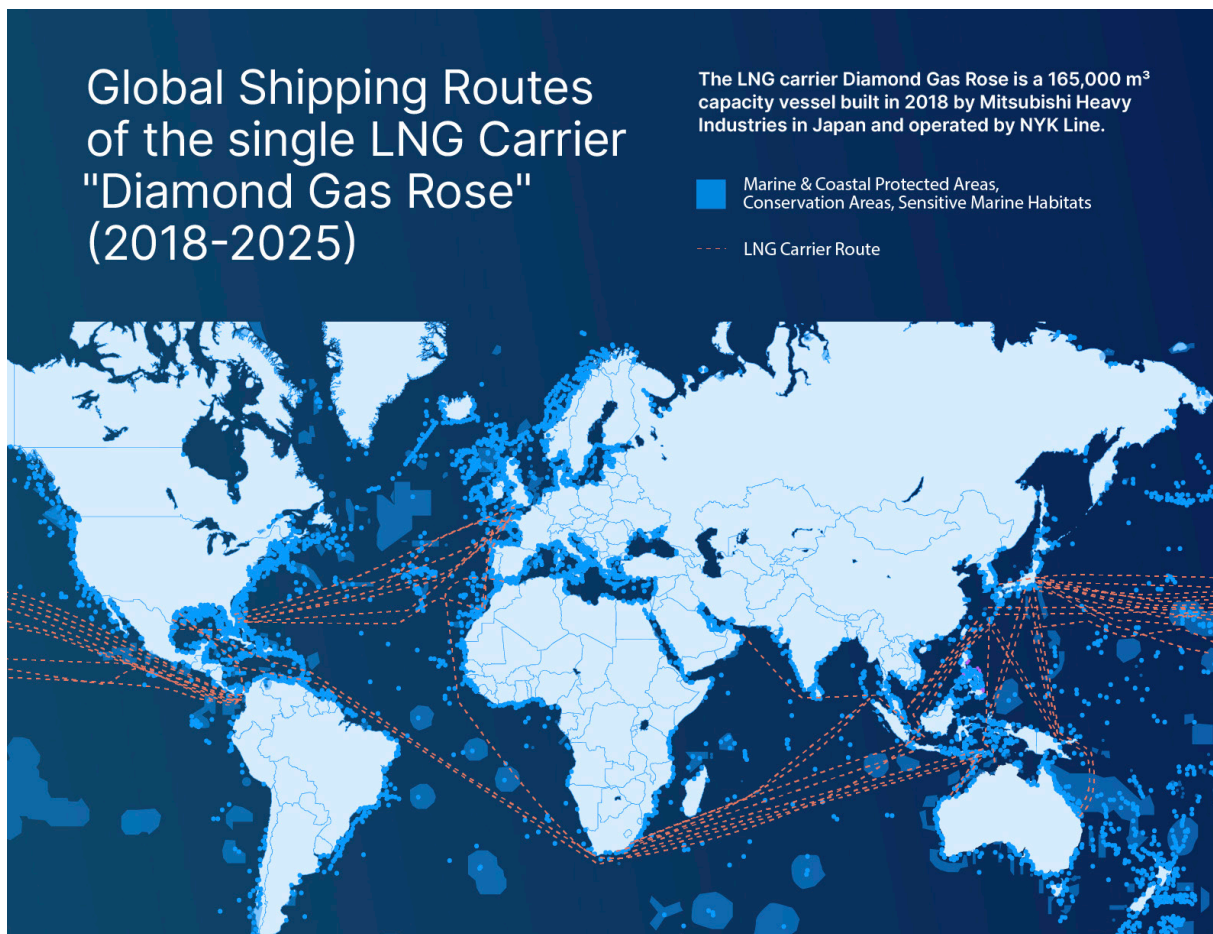 Global Shipping Routes
of the single LNG Carrier
"Diamond Gas Rose"
(2018-2025)
The LNG carrier Diamond Gas Rose is a 165,000 m³
capacity vessel built in 2018 by Mitsubishi Heavy
Industries in Japan and operated by NYK Line.
Marine & Coastal Protected Areas,
Conservation Areas, Sensitive Marine Habitats
LNG Carrier Route